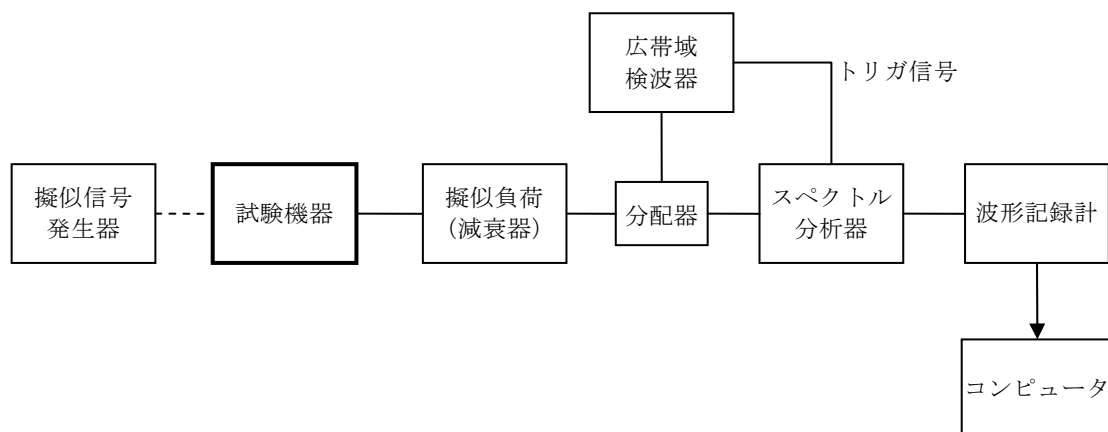 広帯域
検波器
トリガ信号
擬似信号
発生器
試験機器
擬似負荷
（減衰器）
分配器
スペクトル
分析器
波形記録計
コンピュータ